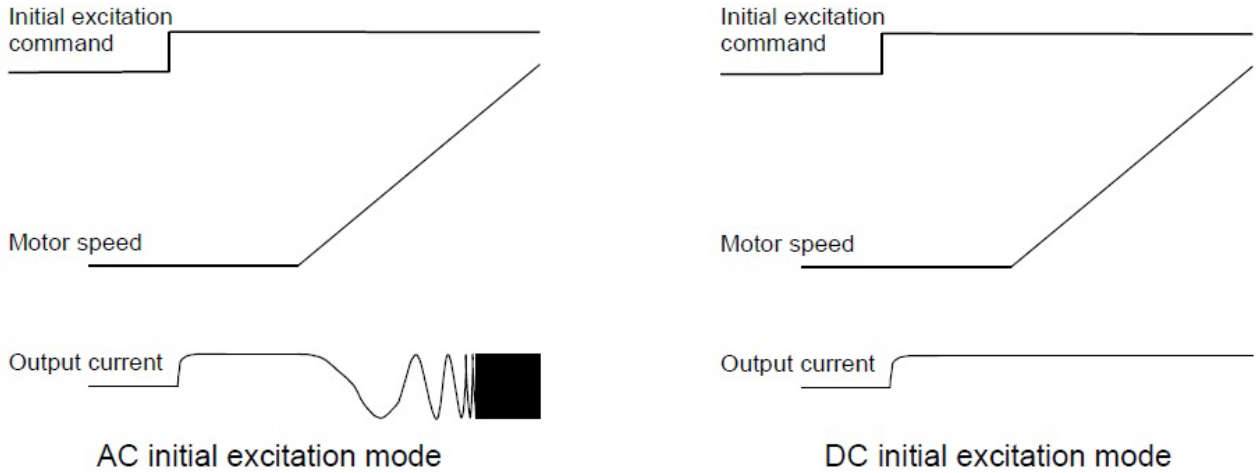 Initial excitation
command
Motor speed
Output current
AC initial excitation mode
Initial excitation
command
Motor speed
Output current
DC initial excitation mode